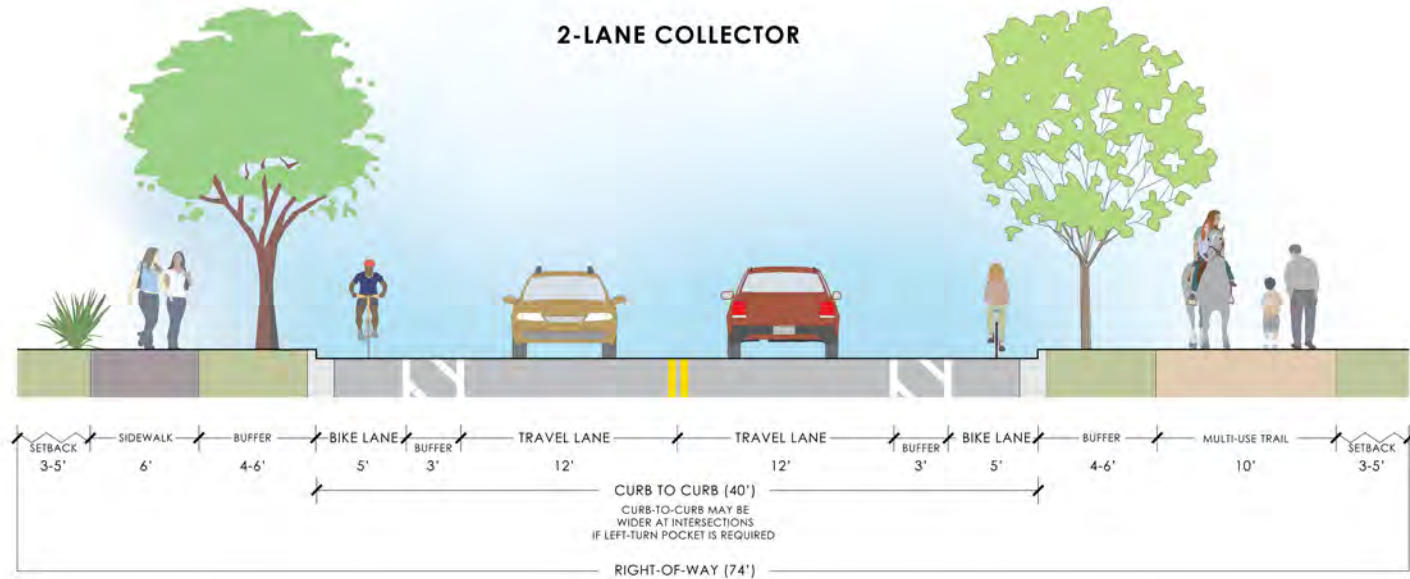 2-LANE COLLECTOR
SETBACK SIDEWALK BUFFER BIKE LANE BUFFER TRAVEL LANE TRAVEL LANE BUFFER BIKE LANE BUFFER MULTI-USE TRAIL SETBACK
3-5' 6' 4-6' 5' 3' 12' 12' 3' 5' 4-6' 10' 3-5'
CURB TO CURB (40')
CURB-TO-CURB MAY BE
WIDER AT INTERSECTIONS
IF LEFT-TURN POCKET IS REQUIRED
RIGHT-OF-WAY (74')